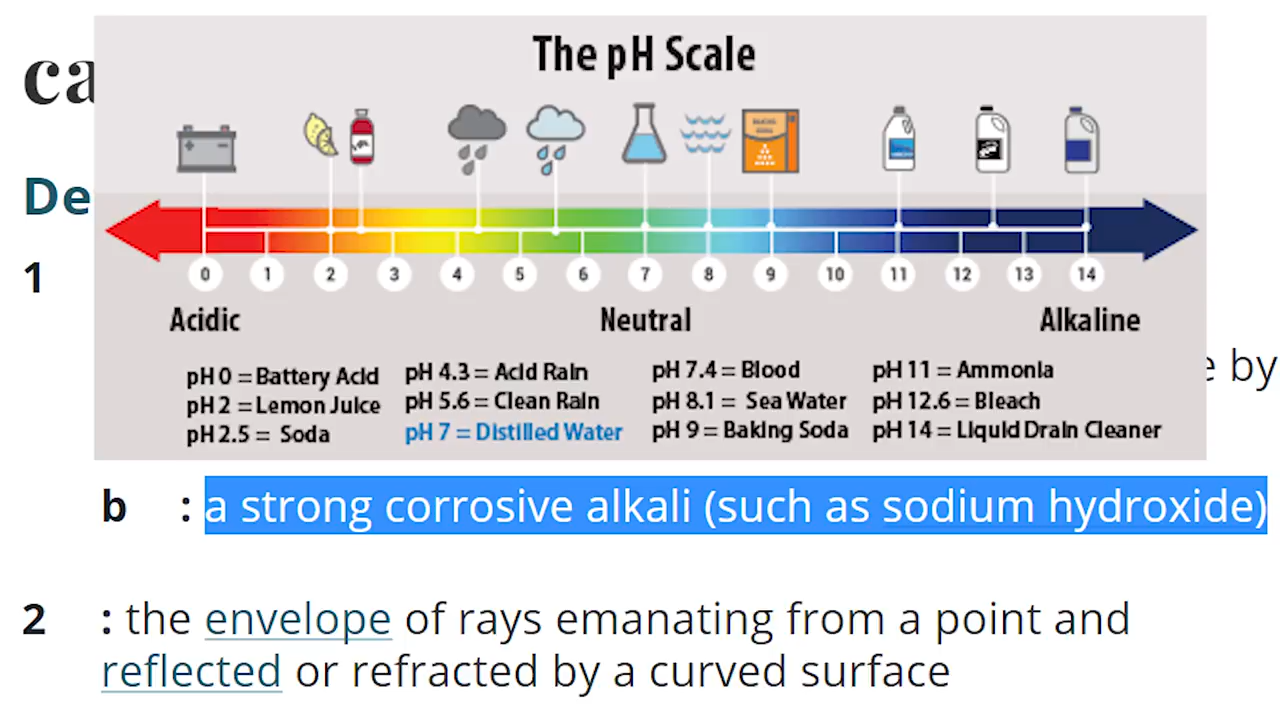 The pH Scale
ca
De
1
0 1 2 3 4 5 6 7 8 9 10 11 12 13 14
Acidic Neutral Alkaline
pH 0 = Battery Acid
pH 2 = Lemon Juice
pH 2.5 = Soda
pH 4.3 = Acid Rain
pH 5.6 = Clean Rain
pH 7 = Distilled Water
pH 7.4 = Blood
pH 8.1 = Sea Water
pH 9 = Baking Soda
pH 11 = Ammonia
pH 12.6 = Bleach
pH 14 = Liquid Drain Cleaner
e by
b : a strong corrosive alkali (such as sodium hydroxide)
2 : the envelope of rays emanating from a point and
reflected or refracted by a curved surface